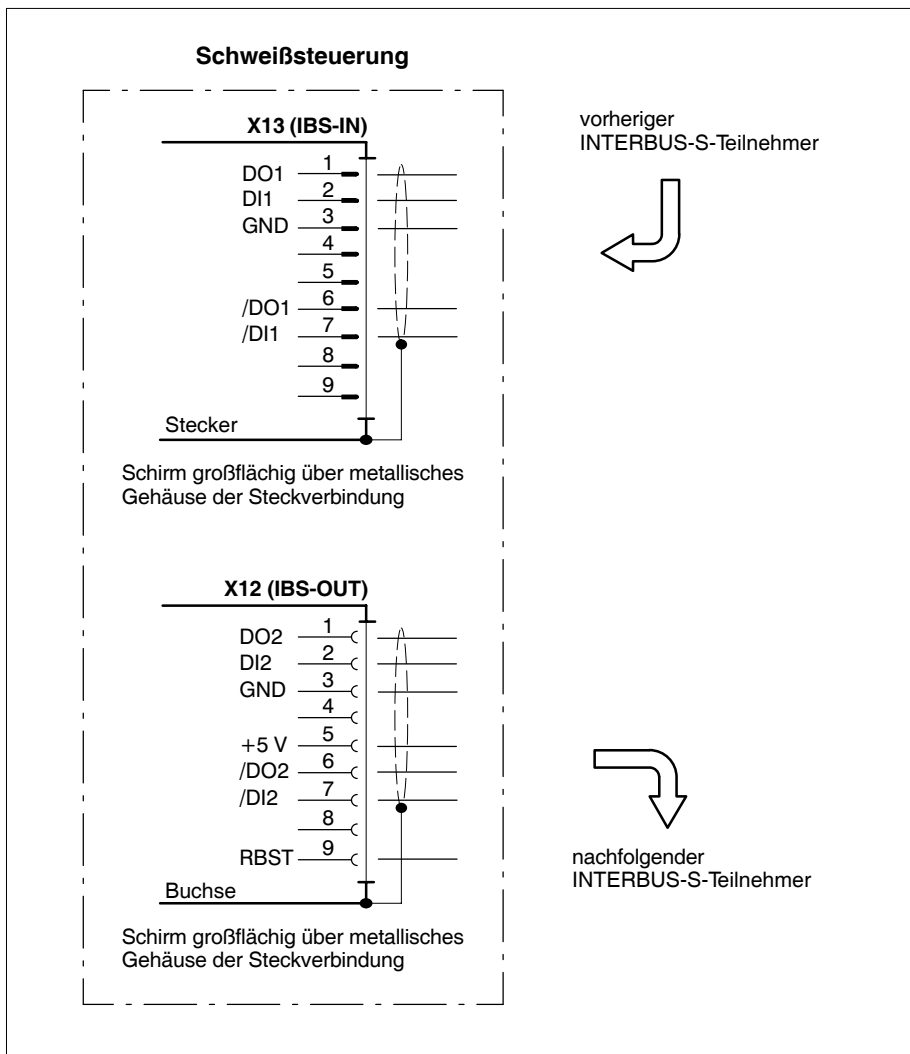 Schweißsteuerung
X13 (IBS-IN)
vorheriger
INTERBUS-S-Teilnehmer
DO1 1
DI1 2
GND 3
4
5
/DO1 6
/DI1 7
8
9
Stecker
Schirm großflächig über metallisches
Gehäuse der Steckverbindung
X12 (IBS-OUT)
DO2 1
DI2 2
GND 3
4
+5 V 5
/DO2 6
/DI2 7
8
RBST 9
nachfolgender
INTERBUS-S-Teilnehmer
Buchse
Schirm großflächig über metallisches
Gehäuse der Steckverbindung